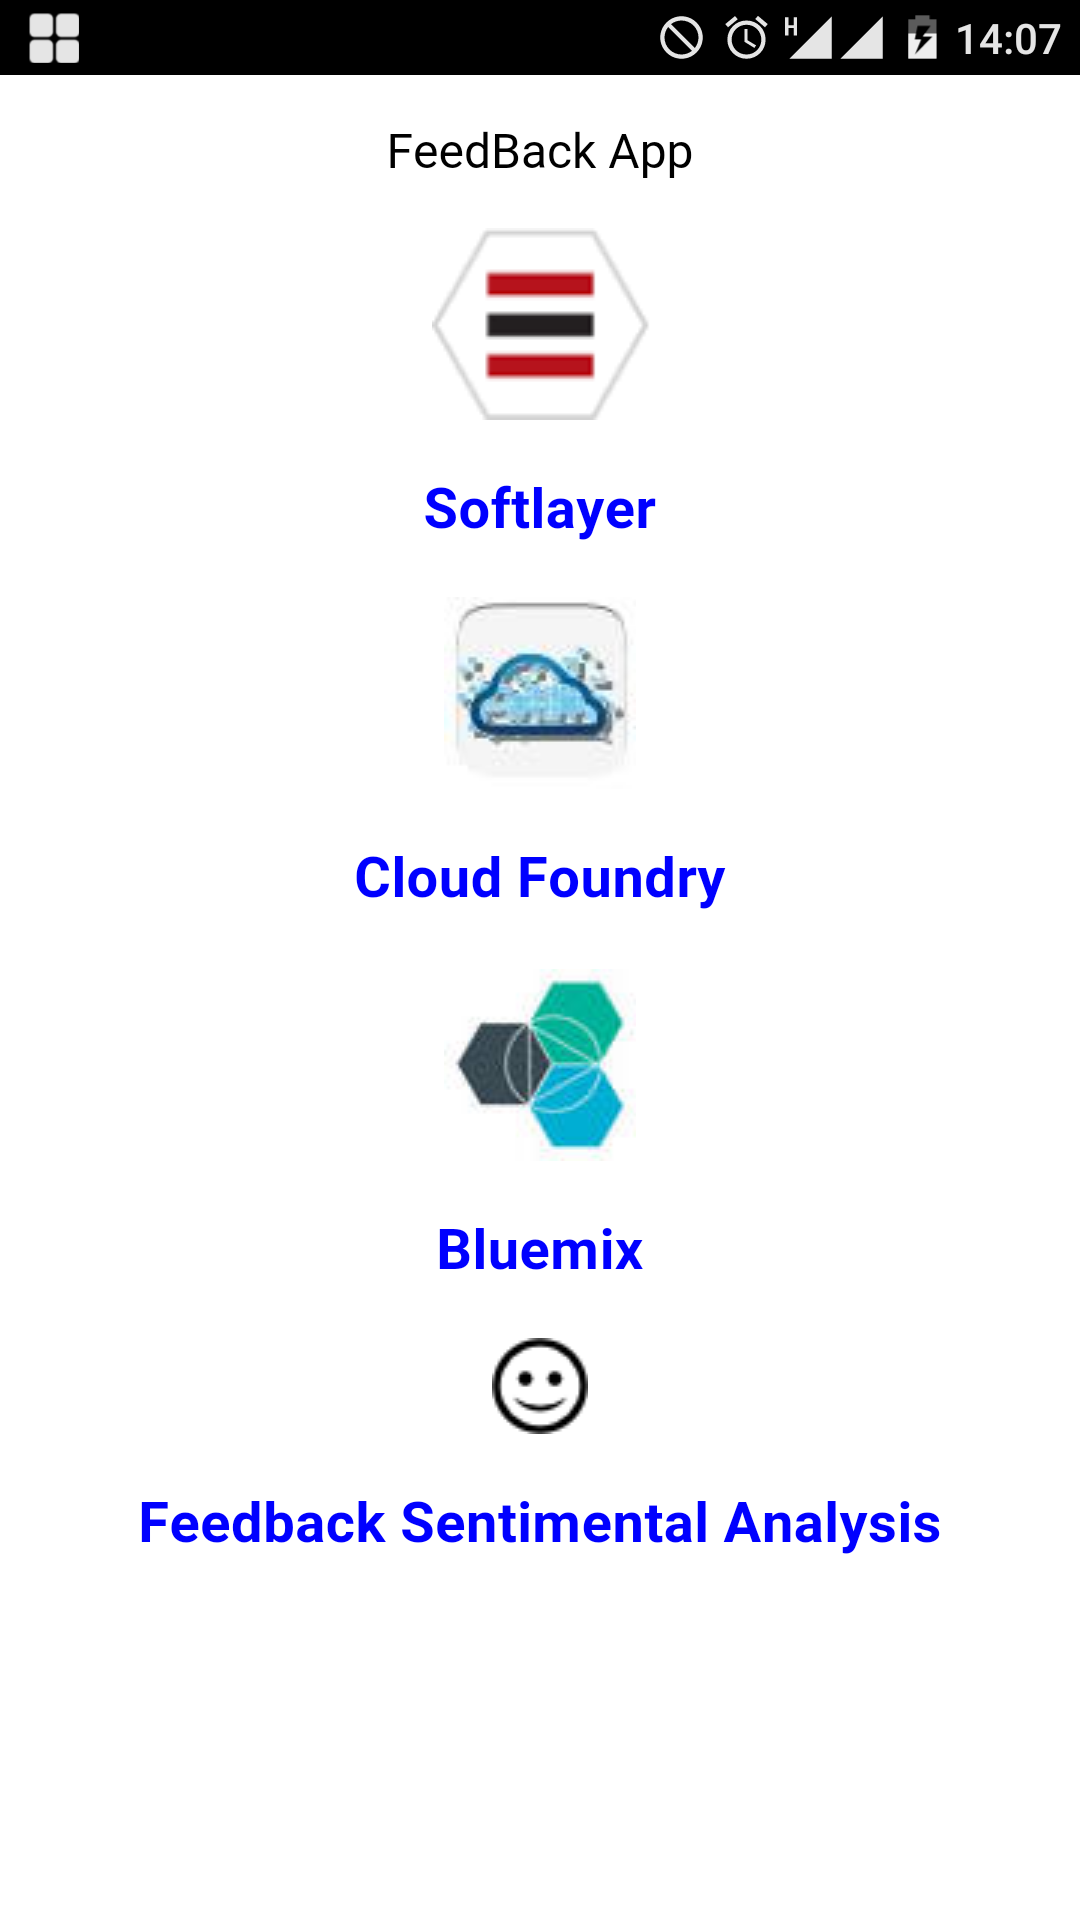 H 14:07
FeedBack App
Softlayer
Cloud Foundry
Bluemix
Feedback Sentimental Analysis